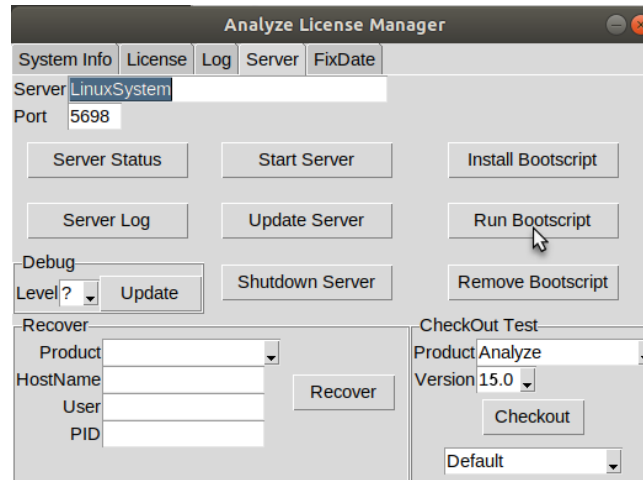 Analyze License Manager
System Info License Log Server FixDate
Server LinuxSystem
Port 5698
Server Status Start Server Install Bootscript
Server Log Update Server Run Bootscript
Debug
Level ? Update Shutdown Server Remove Bootscript
Recover CheckOut Test
Product Product Analyze
HostName Version 15.0
User Recover Checkout
PID
Default